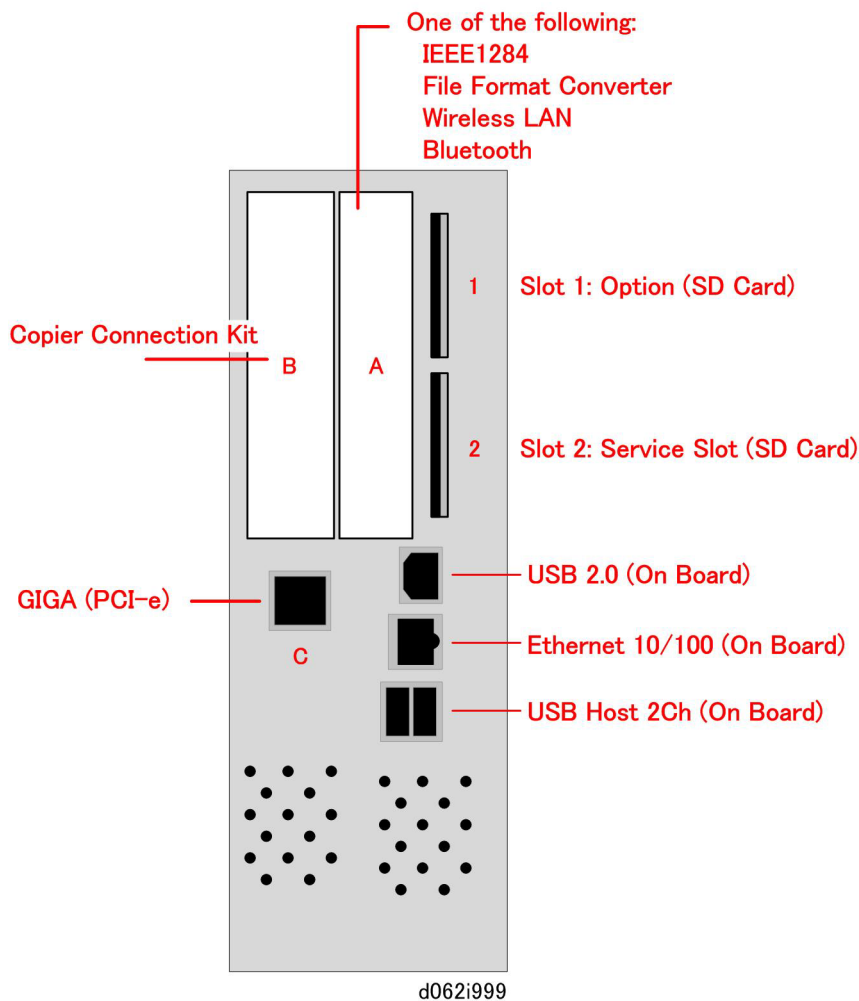 One of the following:
IEEE1284
File Format Converter
Wireless LAN
Bluetooth
1
Slot 1: Option (SD Card)
Copier Connection Kit
B
A
2
Slot 2: Service Slot (SD Card)
USB 2.0 (On Board)
GIGA (PCI-e)
C
Ethernet 10/100 (On Board)
USB Host 2Ch (On Board)
d062i999